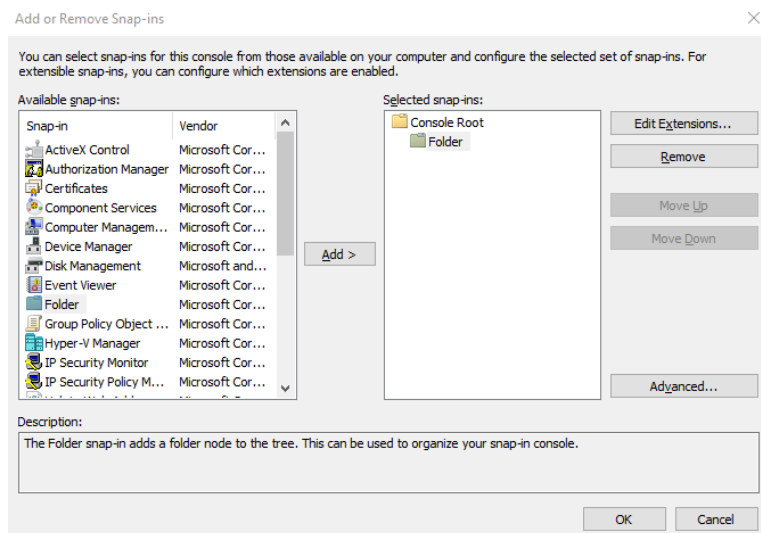 Add or Remove Snap-ins
You can select snap-ins for this console from those available on your computer and configure the selected set of snap-ins. For
extensible snap-ins, you can configure which extensions are enabled.
Available snap-ins:
Snap-in Vendor
ActiveX Control Microsoft Cor...
Authorization Manager Microsoft Cor...
Certificates Microsoft Cor...
Component Services Microsoft Cor...
Computer Managem... Microsoft Cor...
Device Manager Microsoft Cor...
Disk Management Microsoft and...
Event Viewer Microsoft Cor...
Folder Microsoft Cor...
Group Policy Object ... Microsoft Cor...
Hyper-V Manager Microsoft Cor...
IP Security Monitor Microsoft Cor...
IP Security Policy M... Microsoft Cor...
Add >
Selected snap-ins:
Console Root
Folder
Edit Extensions...
Remove
Move Up
Move Down
Advanced...
Description:
The Folder snap-in adds a folder node to the tree. This can be used to organize your snap-in console.
OK
Cancel